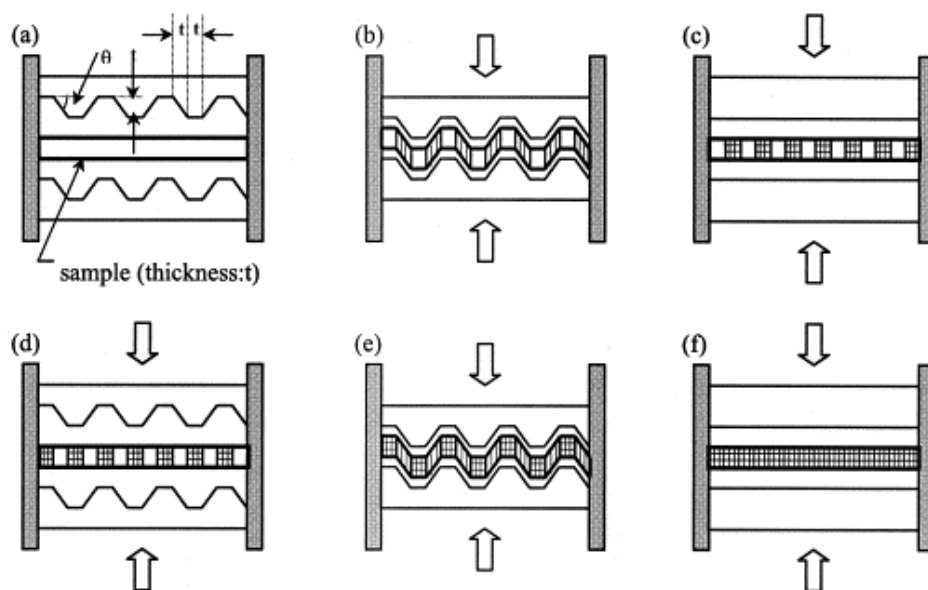 (a)
θ
t t
sample (thickness:t)
(b)
(c)
(d)
(e)
(f)